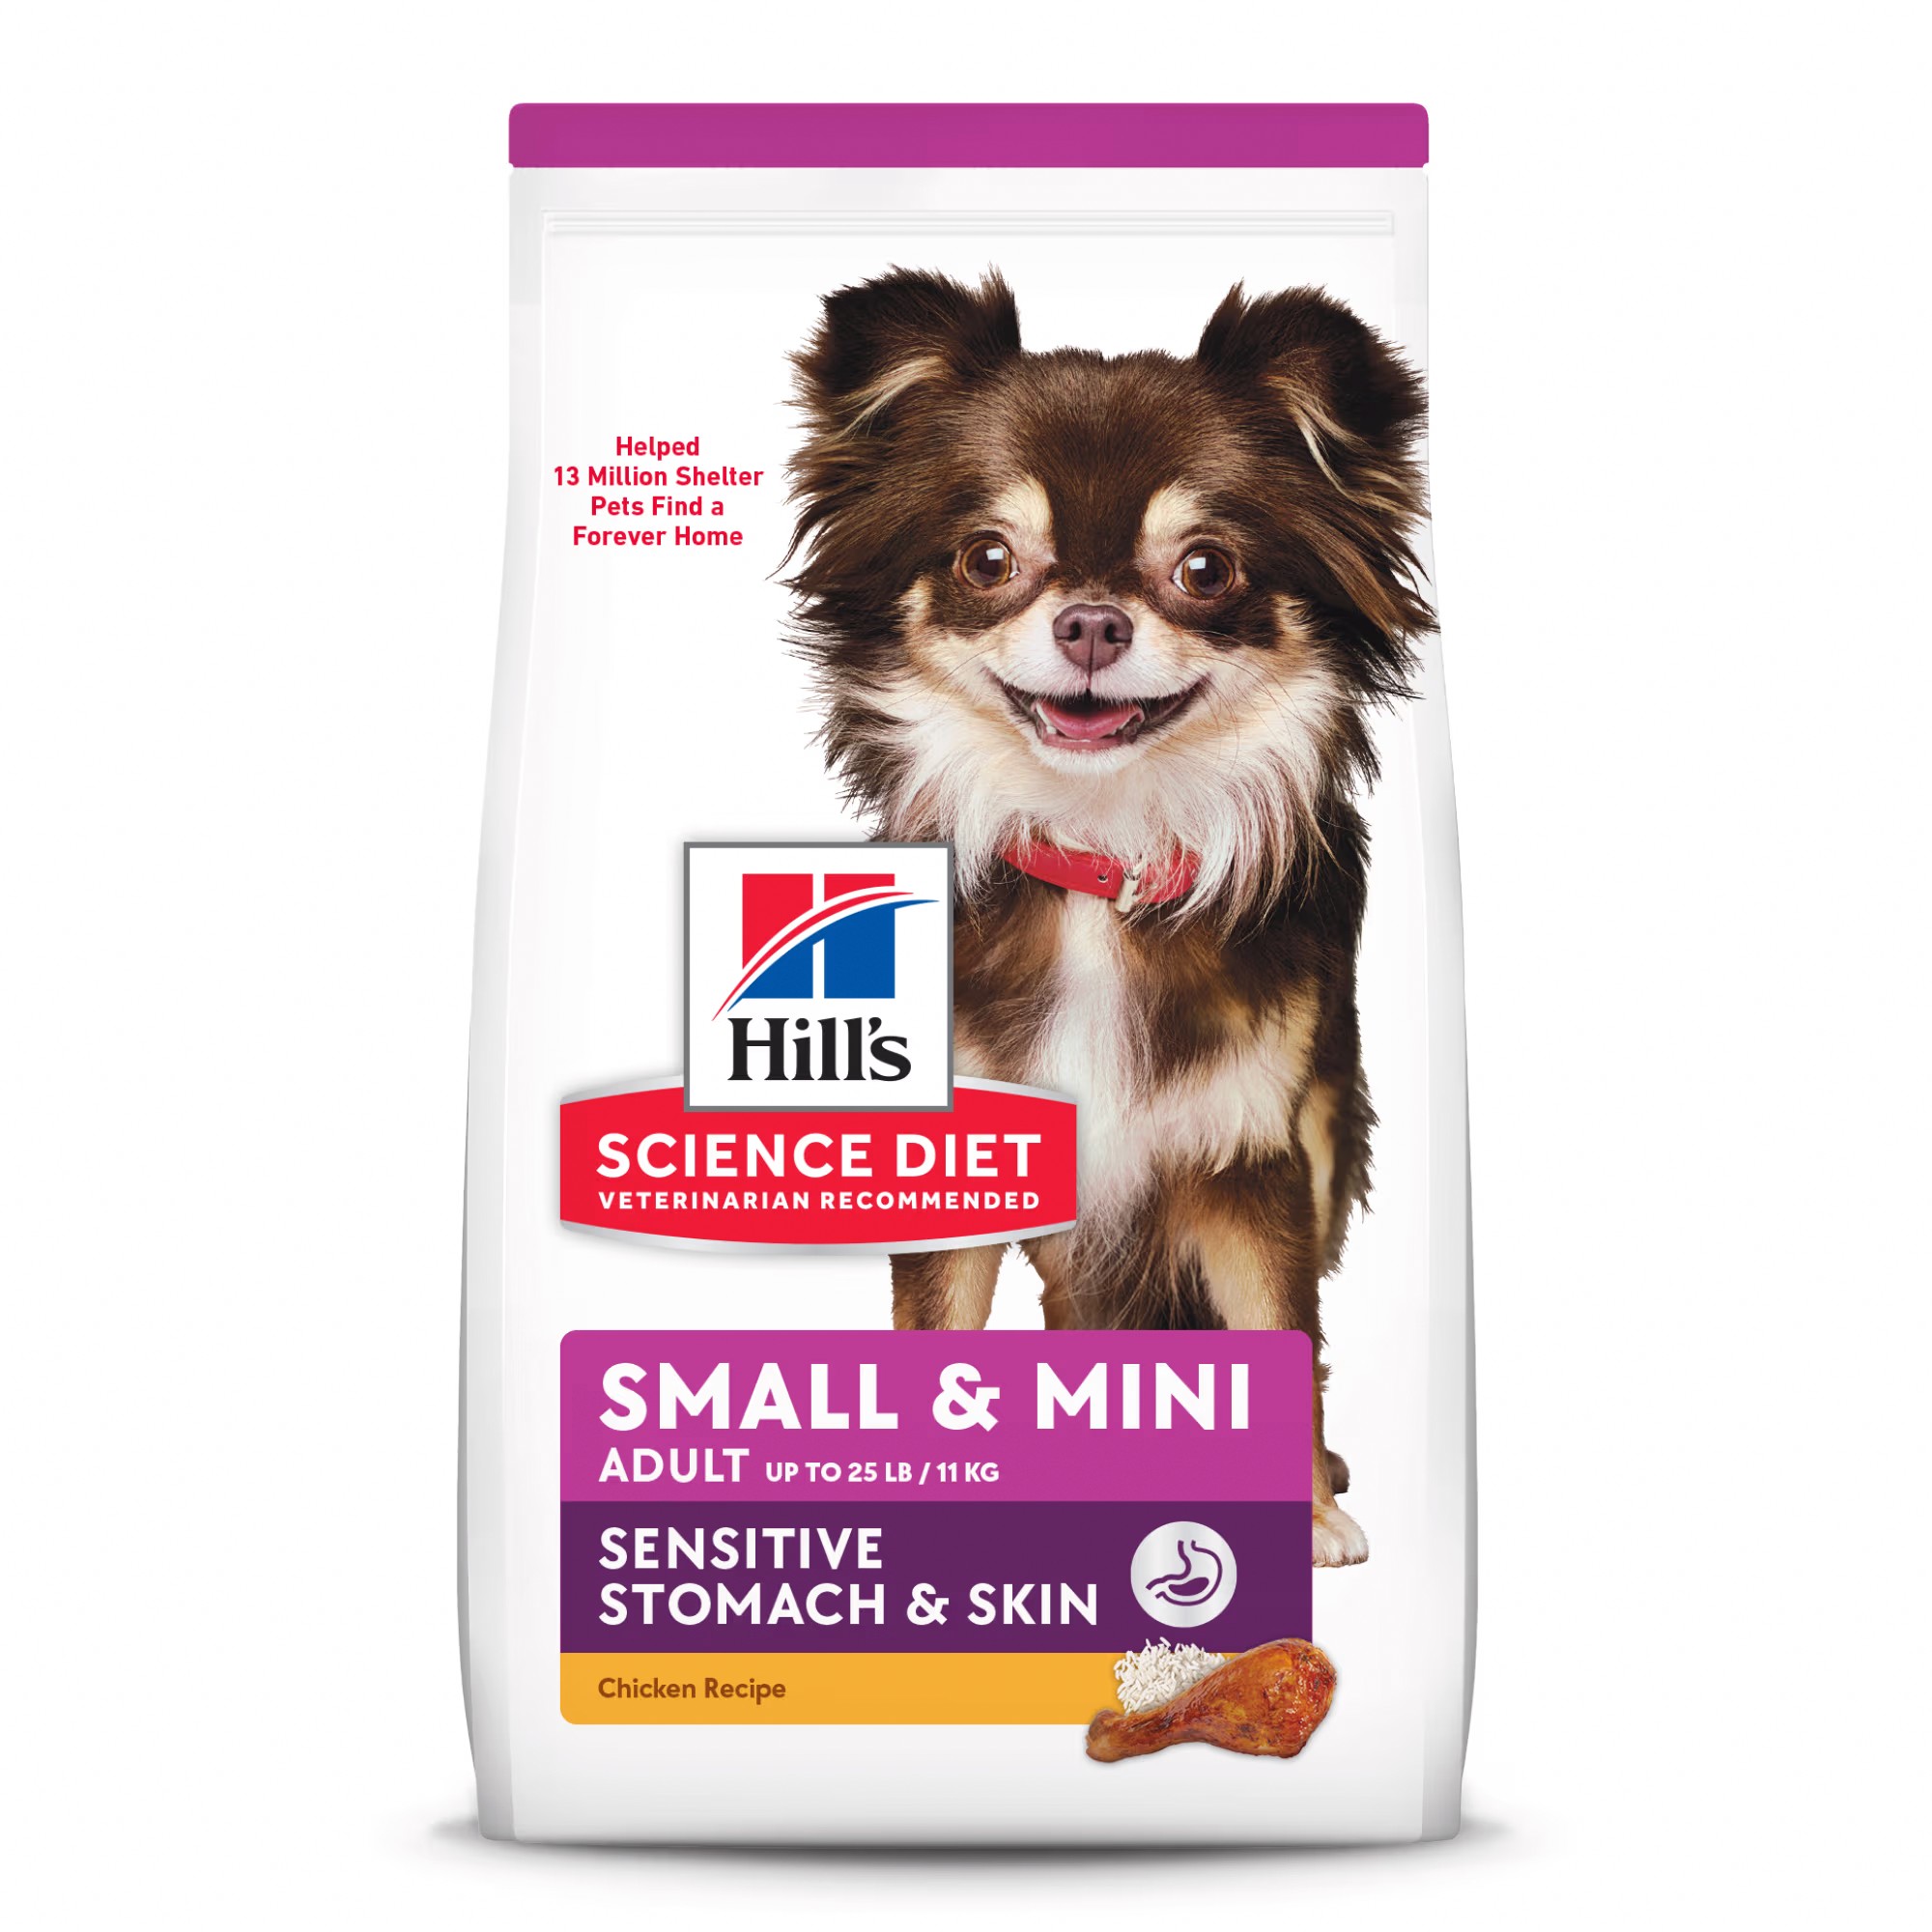 Helped
13 Million Shelter
Pets Find a
Forever Home
Hill's
SCIENCE DIET
VETERINARIAN RECOMMENDED
SMALL & MINI
ADULT UP TO 25 LB / 11 KG
SENSITIVE
STOMACH & SKIN
Chicken Recipe